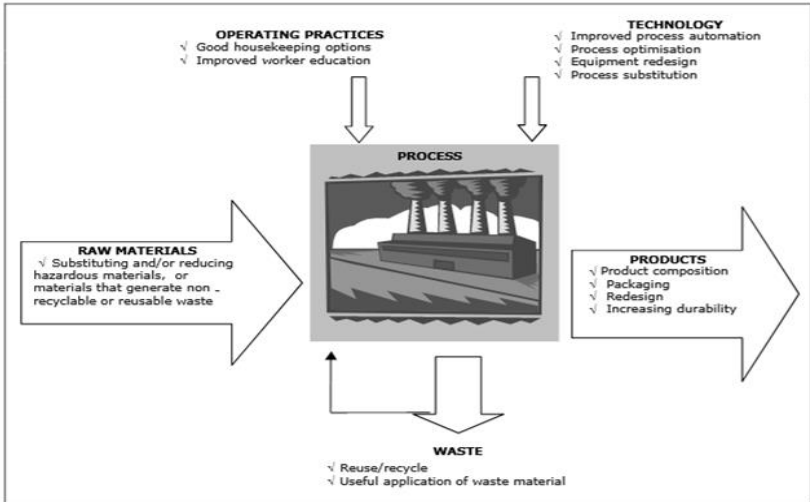 OPERATING PRACTICES
√ Good housekeeping options
√ Improved worker education
TECHNOLOGY
√ Improved process automation
√ Process optimisation
√ Equipment redesign
√ Process substitution
PROCESS
RAW MATERIALS
√ Substituting and/or reducing
hazardous materials, or
materials that generate non -
recyclable or reusable waste
PRODUCTS
√Product composition
√ Packaging
√ Redesign
√ Increasing durability
WASTE
√ Reuse/recycle
√ Useful application of waste material